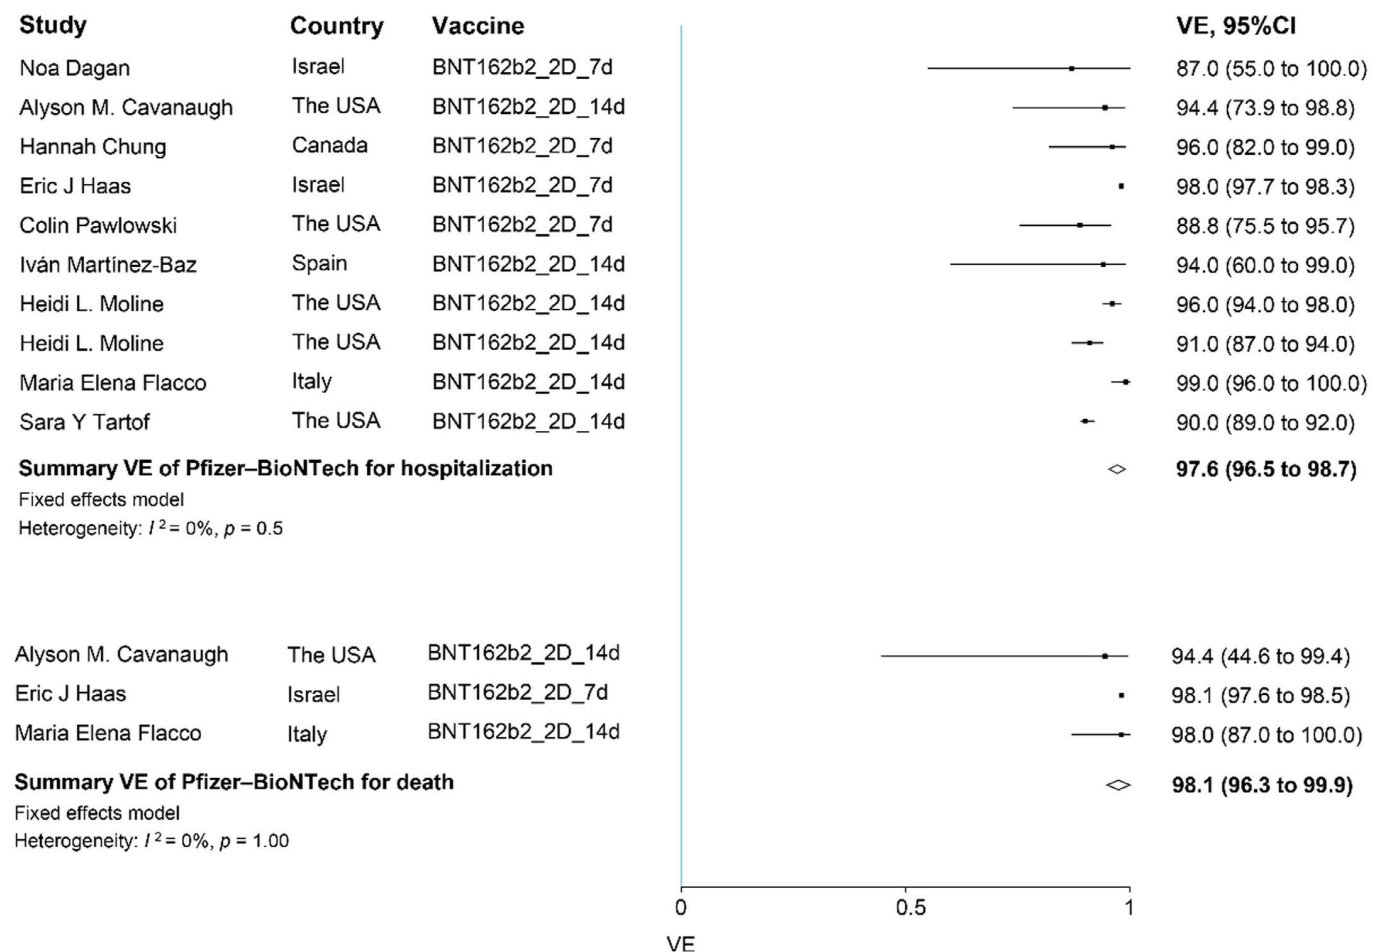 Study Country Vaccine VE, 95%CI
Noa Dagan Israel BNT162b2_2D_7d 87.0 (55.0 to 100.0)
Alyson M. Cavanaugh The USA BNT162b2_2D_14d 94.4 (73.9 to 98.8)
Hannah Chung Canada BNT162b2_2D_7d 96.0 (82.0 to 99.0)
Eric J Haas Israel BNT162b2_2D_7d 98.0 (97.7 to 98.3)
Colin Pawlowski The USA BNT162b2_2D_7d 88.8 (75.5 to 95.7)
Iván Martínez-Baz Spain BNT162b2_2D_14d 94.0 (60.0 to 99.0)
Heidi L. Moline The USA BNT162b2_2D_14d 96.0 (94.0 to 98.0)
Heidi L. Moline The USA BNT162b2_2D_14d 91.0 (87.0 to 94.0)
Maria Elena Flacco Italy BNT162b2_2D_14d 99.0 (96.0 to 100.0)
Sara Y Tartof The USA BNT162b2_2D_14d 90.0 (89.0 to 92.0)
Summary VE of Pfizer–BioNTech for hospitalization 97.6 (96.5 to 98.7)
Fixed effects model
Heterogeneity: I² = 0%, p = 0.5
Alyson M. Cavanaugh The USA BNT162b2_2D_14d 94.4 (44.6 to 99.4)
Eric J Haas Israel BNT162b2_2D_7d 98.1 (97.6 to 98.5)
Maria Elena Flacco Italy BNT162b2_2D_14d 98.0 (87.0 to 100.0)
Summary VE of Pfizer–BioNTech for death 98.1 (96.3 to 99.9)
Fixed effects model
Heterogeneity: I² = 0%, p = 1.00
0 0.5 1
VE